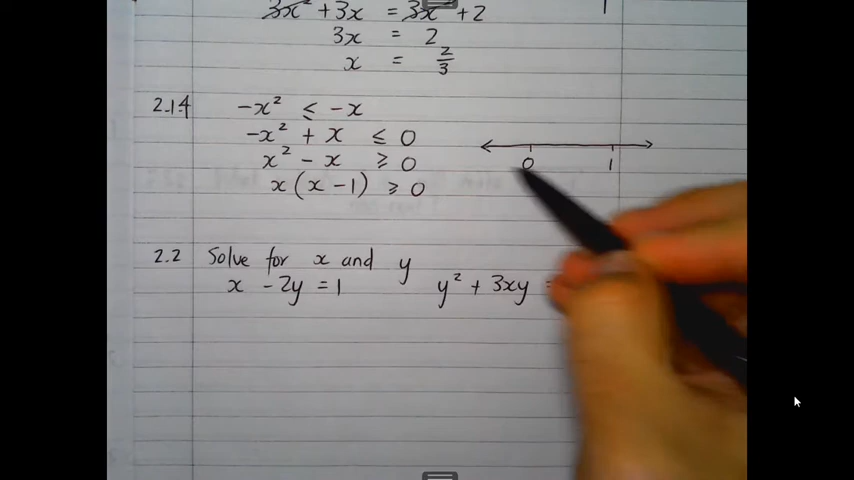 3x² + 3x = 3x² + 2
3x = 2
x = 2/3
2.1.4 -x² ≤ -x
-x² + x ≤ 0
x² - x ≥ 0
x(x - 1) ≥ 0
0 1
2.2 Solve for x and y
x - 2y = 1 y² + 3xy =